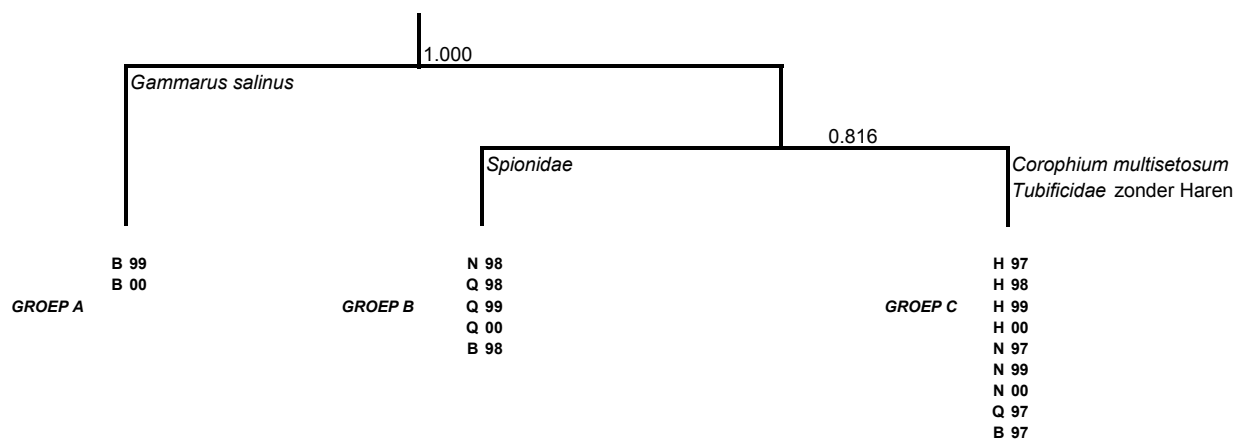 1.000
Gammarus salinus
0.816
Spionidae
Corophium multisetosum
Tubificidae zonder Haren
B 99
B 00
GROEP A
N 98
Q 98
GROEP B
Q 99
Q 00
B 98
H 97
H 98
GROEP C
H 99
H 00
N 97
N 99
N 00
Q 97
B 97